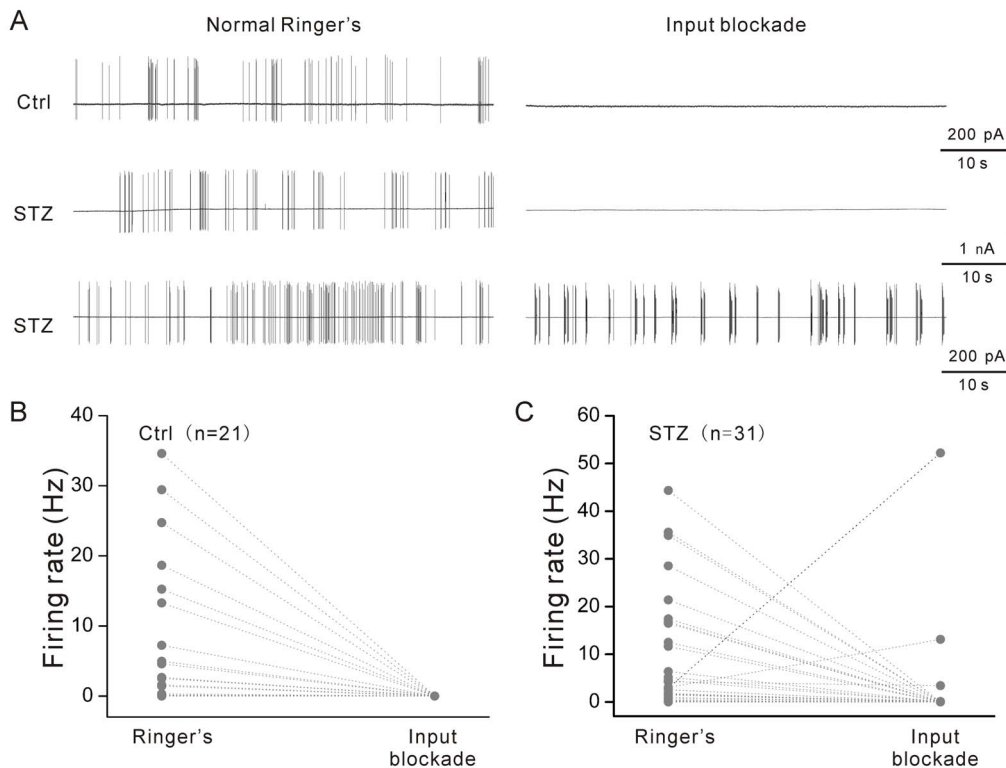 A
Normal Ringer's
Input blockade
Ctrl
200 pA
10 s
STZ
1 nA
10 s
STZ
200 pA
10 s
B
40
30
20
10
0
Firing rate (Hz)
Ctrl (n=21)
Ringer's
Input
blockade
C
60
50
40
30
20
10
0
Firing rate (Hz)
STZ (n=31)
Ringer's
Input
blockade